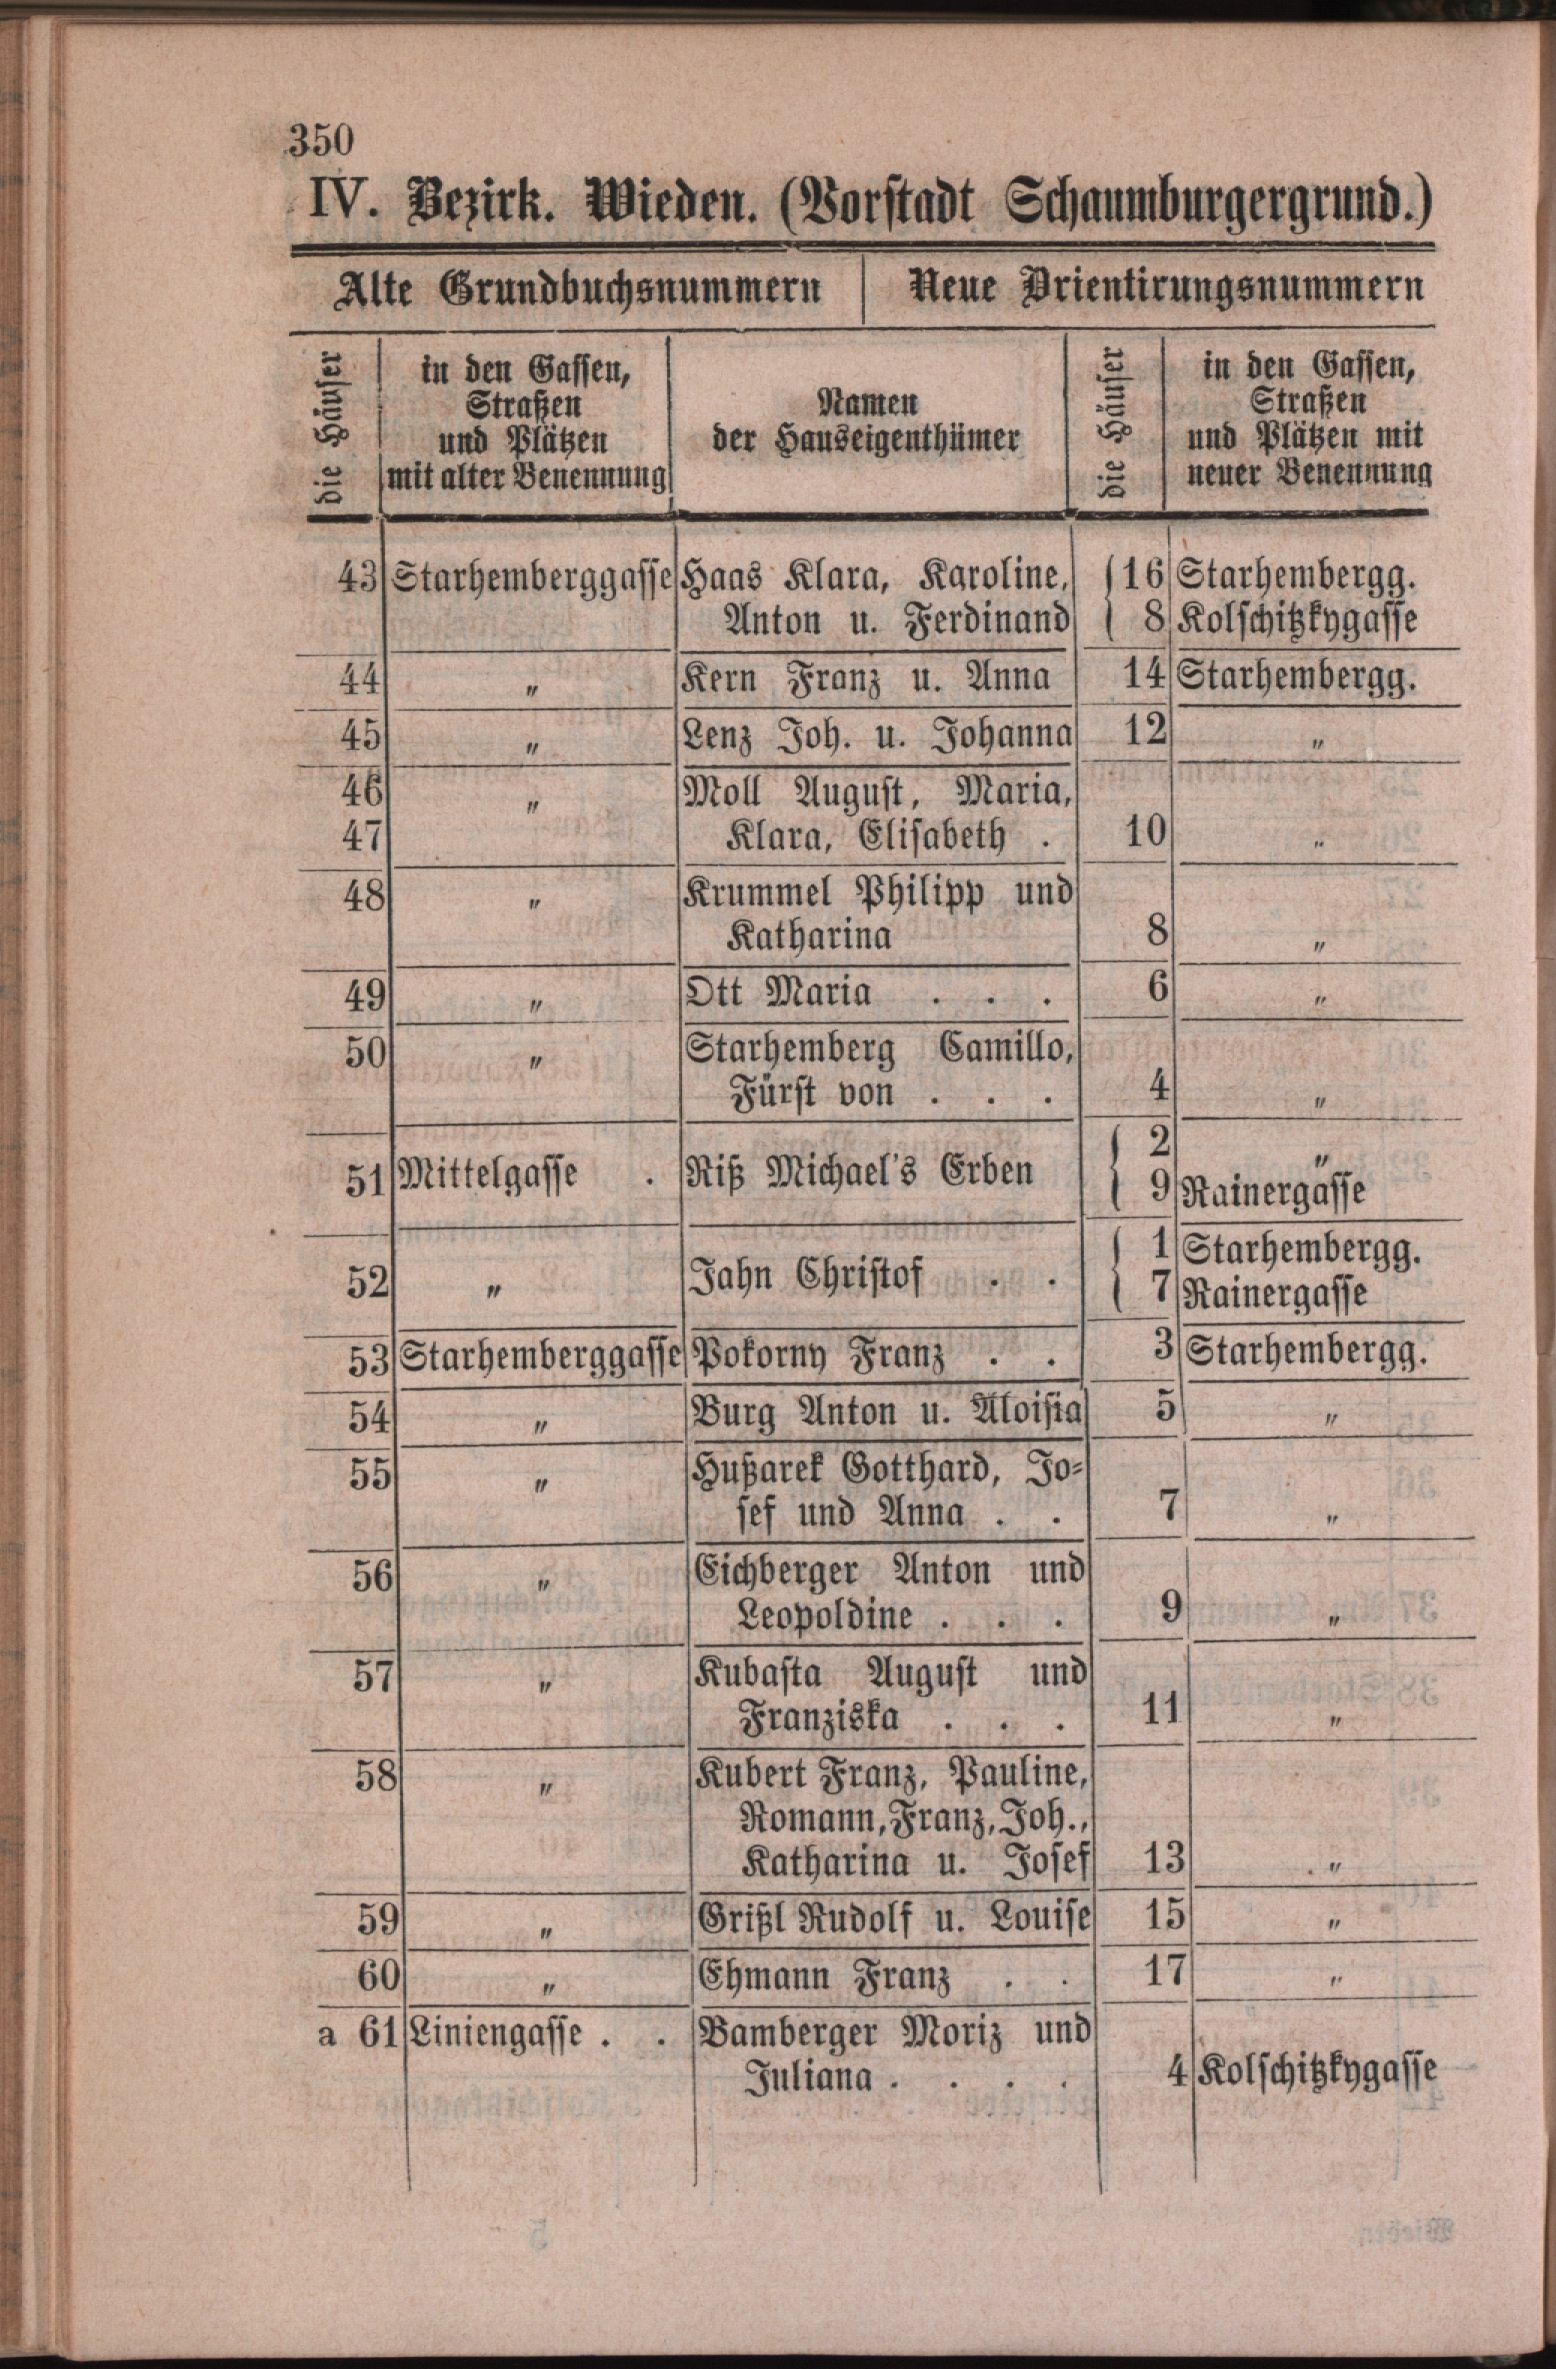 350
IV. Bezirk. Wieden. (Vorstadt Schaumburgergrund.)
Alte Grundbuchsnummern | Neue Orientirungsnummern
die Häuser
in den Gassen,
Straßen
und Plätzen
mit alter Benennung
Namen
der Hauseigenthümer
die Häuser
in den Gassen,
Straßen
und Plätzen mit
neuer Benennung
43 Starhemberggasse Haas Klara, Karoline, 16 Starhembergg.
Anton u. Ferdinand 8 Kolschitzkygasse
44 " Kern Franz u. Anna 14 Starhembergg.
45 " Lenz Joh. u. Johanna 12 "
46 " Moll August, Maria,
47 Klara, Elisabeth . 10 "
48 " Krummel Philipp und
Katharina 8 "
49 " Ott Maria . . . 6 "
50 " Starhemberg Camillo,
Fürst von . . . 4 "
2 "
51 Mittelgasse . Riß Michael's Erben
9 Rainergasse
1 Starhembergg.
52 " Jahn Christof . .
7 Rainergasse
53 Starhemberggasse Pokorny Franz . . 3 Starhembergg.
54 " Burg Anton u. Aloisia 5 "
55 " Hußarek Gotthard, Jo-
sef und Anna . . 7 "
56 " Eichberger Anton und
Leopoldine . . . 9 "
57 " Kubasta August und
Franziska . . . 11 "
58 " Kubert Franz, Pauline,
Romann, Franz, Joh.,
Katharina u. Josef 13 . "
59 " Grißl Rudolf u. Louise 15 "
60 " Ehmann Franz . . 17 "
a 61 Liniengasse . . Bamberger Moriz und
Juliana . . . . 4 Kolschitzkygasse